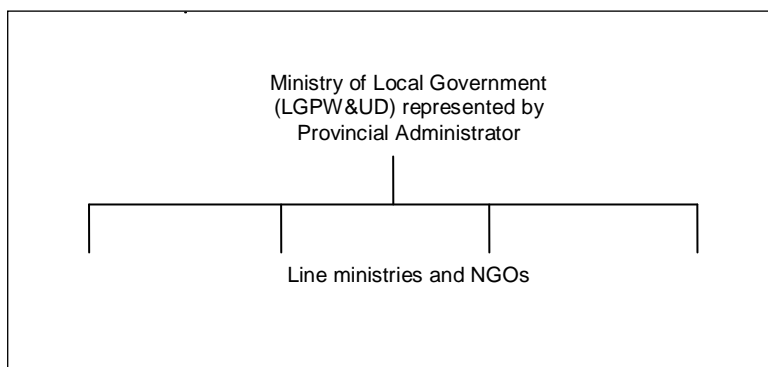 Ministry of Local Government
(LGPW&UD) represented by
Provincial Administrator
Line ministries and NGOs